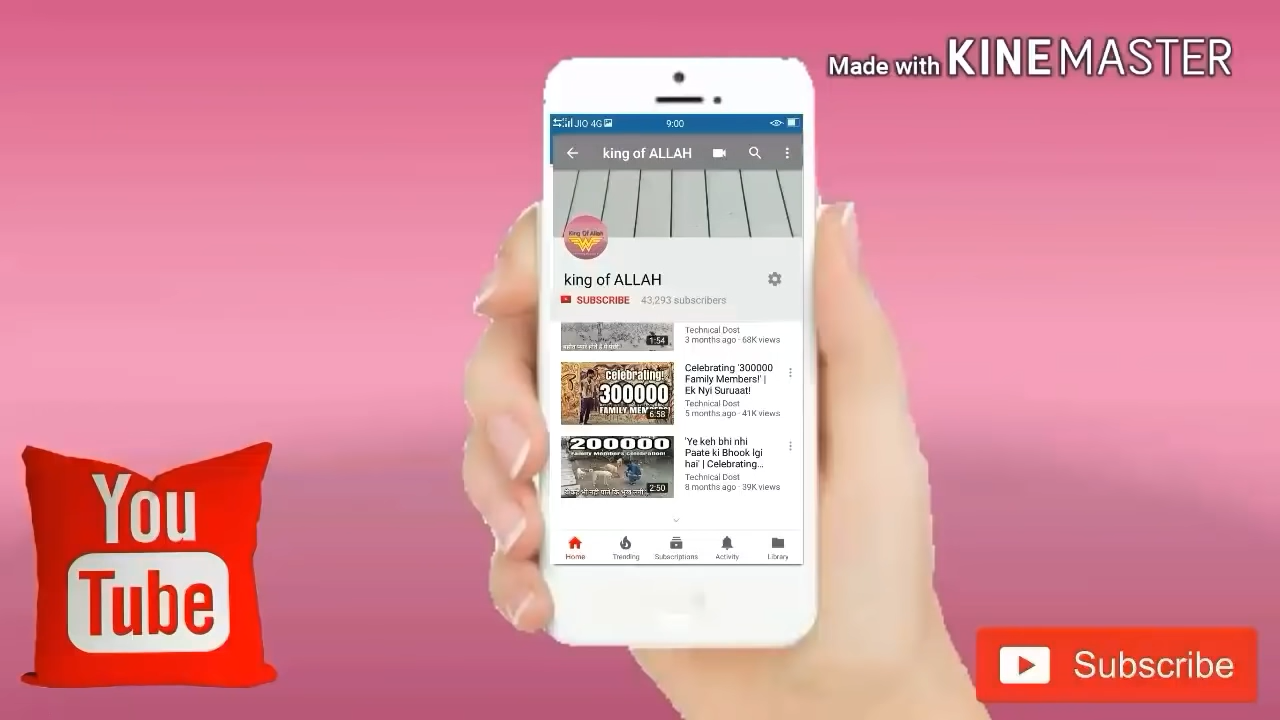 Made with KINEMASTER
JIO 4G
9:00
king of ALLAH
King Of Allah
king of ALLAH
SUBSCRIBE 43,293 subscribers
1:54
Technical Dost
3 months ago · 68K views
Celebrating!
300000
FAMILY MEMBERS
6:58
Celebrating '300000
Family Members!' |
Ek Nyi Suruaat!
Technical Dost
5 months ago · 41K views
200000
Family Members Celebration!
2:50
'Ye keh bhi nhi
Paate ki Bhook lgi
hai' | Celebrating...
Technical Dost
8 months ago · 39K views
Home
Trending
Subscriptions
Activity
Library
You
Tube
Subscribe